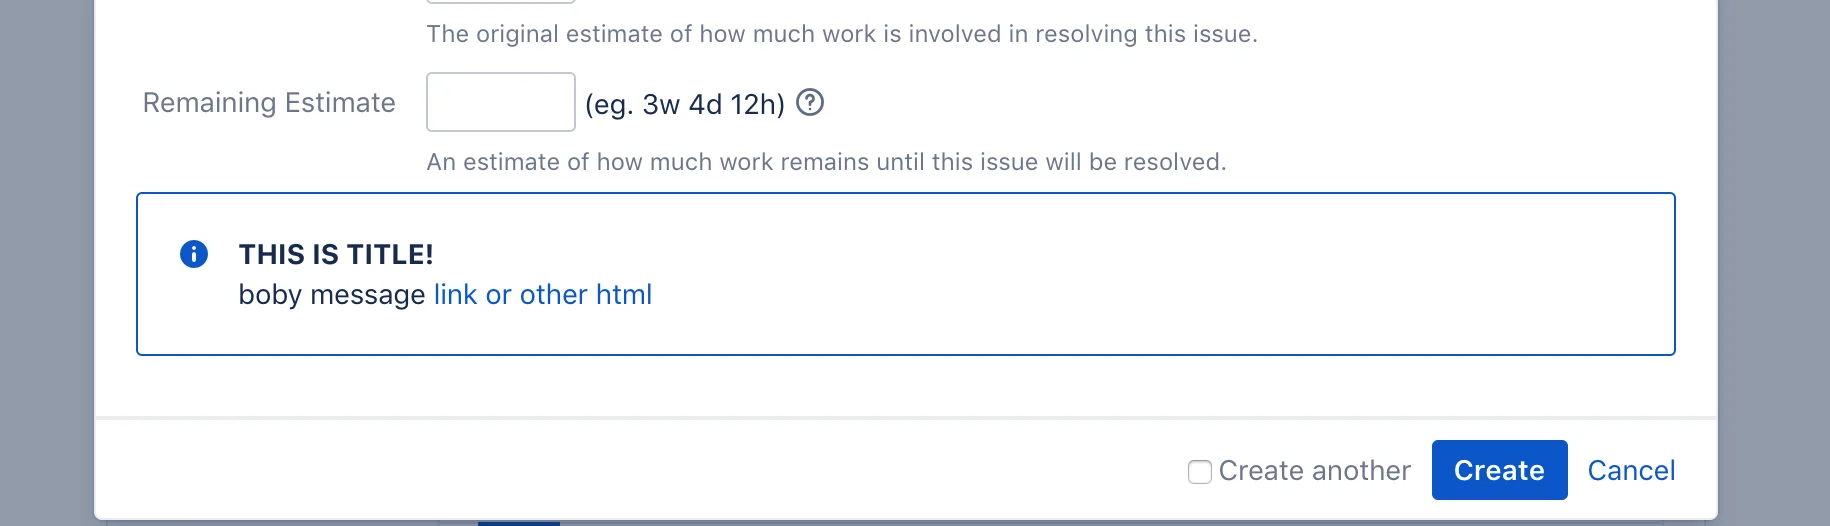 The original estimate of how much work is involved in resolving this issue.
Remaining Estimate (eg. 3w 4d 12h) ?
An estimate of how much work remains until this issue will be resolved.
THIS IS TITLE!
boby message link or other html
Create another Create Cancel